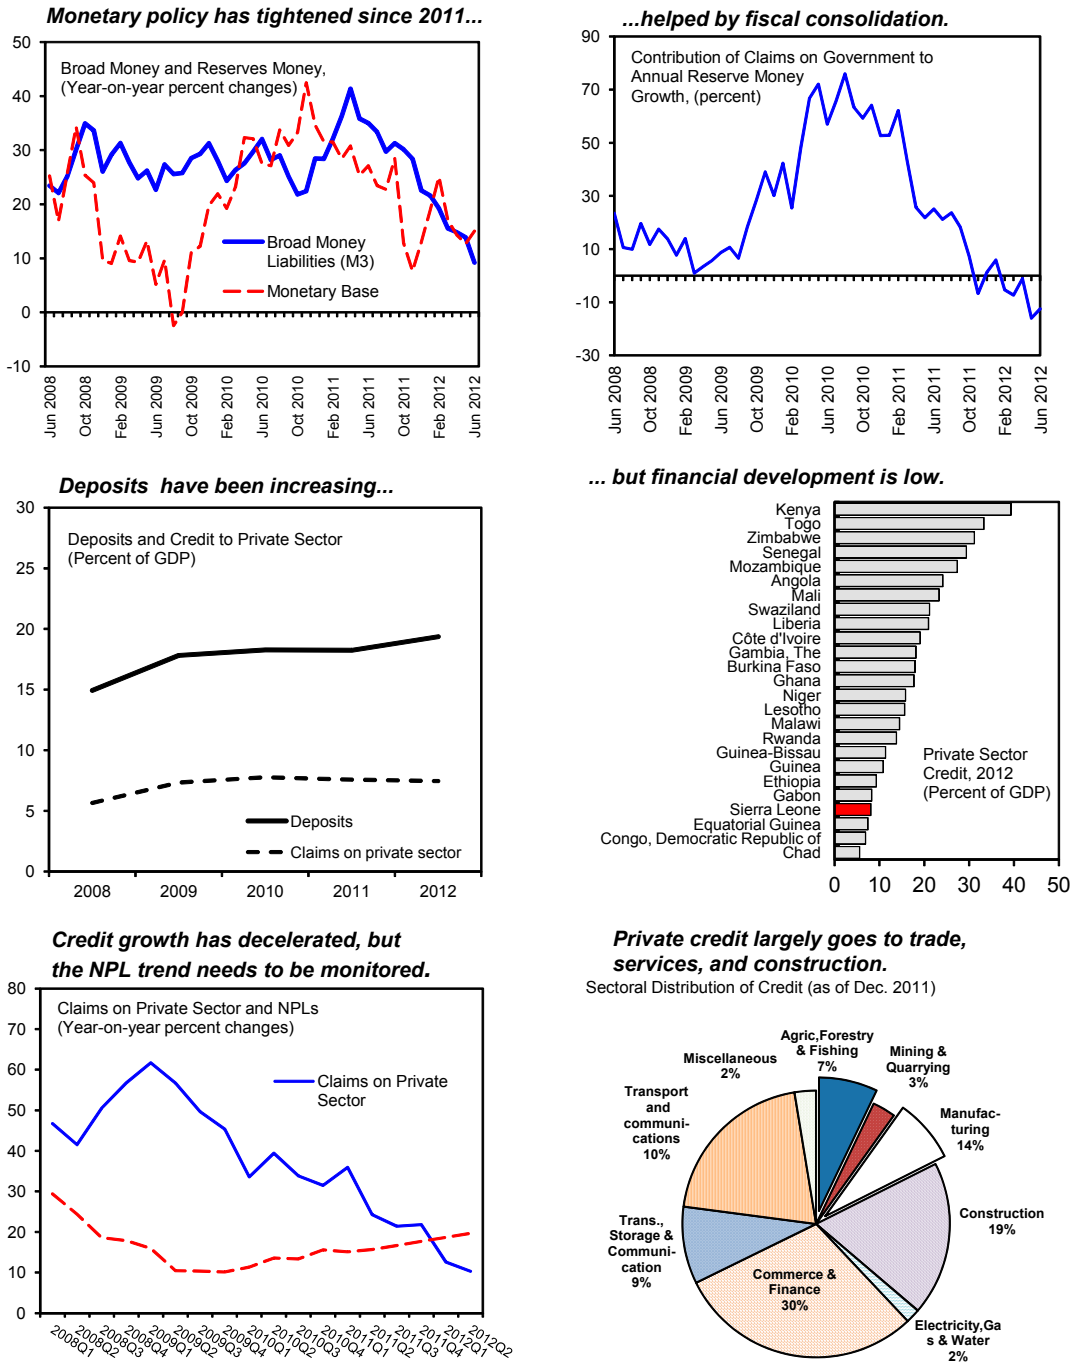 Monetary policy has tightened since 2011...
50
40
30
20
10
0
-10
Broad Money and Reserves Money,
(Year-on-year percent changes)
Broad Money
Liabilities (M3)
Monetary Base
Jun 2008
Oct 2008
Feb 2009
Jun 2009
Oct 2009
Feb 2010
Jun 2010
Oct 2010
Feb 2011
Jun 2011
Oct 2011
Feb 2012
Jun 2012
...helped by fiscal consolidation.
90
70
50
30
10
-10
-30
Contribution of Claims on Government to
Annual Reserve Money
Growth, (percent)
Jun 2008
Oct 2008
Feb 2009
Jun 2009
Oct 2009
Feb 2010
Jun 2010
Oct 2010
Feb 2011
Jun 2011
Oct 2011
Feb 2012
Jun 2012
Deposits have been increasing...
30
25
20
15
10
5
0
Deposits and Credit to Private Sector
(Percent of GDP)
Deposits
Claims on private sector
2008
2009
2010
2011
2012
... but financial development is low.
Kenya
Togo
Zimbabwe
Senegal
Mozambique
Angola
Mali
Swaziland
Liberia
Côte d'Ivoire
Gambia, The
Burkina Faso
Ghana
Niger
Lesotho
Malawi
Rwanda
Guinea-Bissau
Guinea
Ethiopia
Gabon
Sierra Leone
Equatorial Guinea
Congo, Democratic Republic of
Chad
Private Sector
Credit, 2012
(Percent of GDP)
0
10
20
30
40
50
Credit growth has decelerated, but
the NPL trend needs to be monitored.
80
70
60
50
40
30
20
10
0
Claims on Private Sector and NPLs
(Year-on-year percent changes)
Claims on Private
Sector
2008Q1
2008Q2
2008Q3
2008Q4
2009Q1
2009Q2
2009Q3
2009Q4
2010Q1
2010Q2
2010Q3
2010Q4
2011Q1
2011Q2
2011Q3
2011Q4
2012Q1
2012Q2
Private credit largely goes to trade,
services, and construction.
Sectoral Distribution of Credit (as of Dec. 2011)
Agric,Forestry
& Fishing
7%
Mining &
Quarrying
3%
Manufac-
turing
14%
Construction
19%
Electricity,Ga
s & Water
2%
Commerce &
Finance
30%
Trans.,
Storage &
Communi-
cation
9%
Transport
and
communi-
cations
10%
Miscellaneous
2%